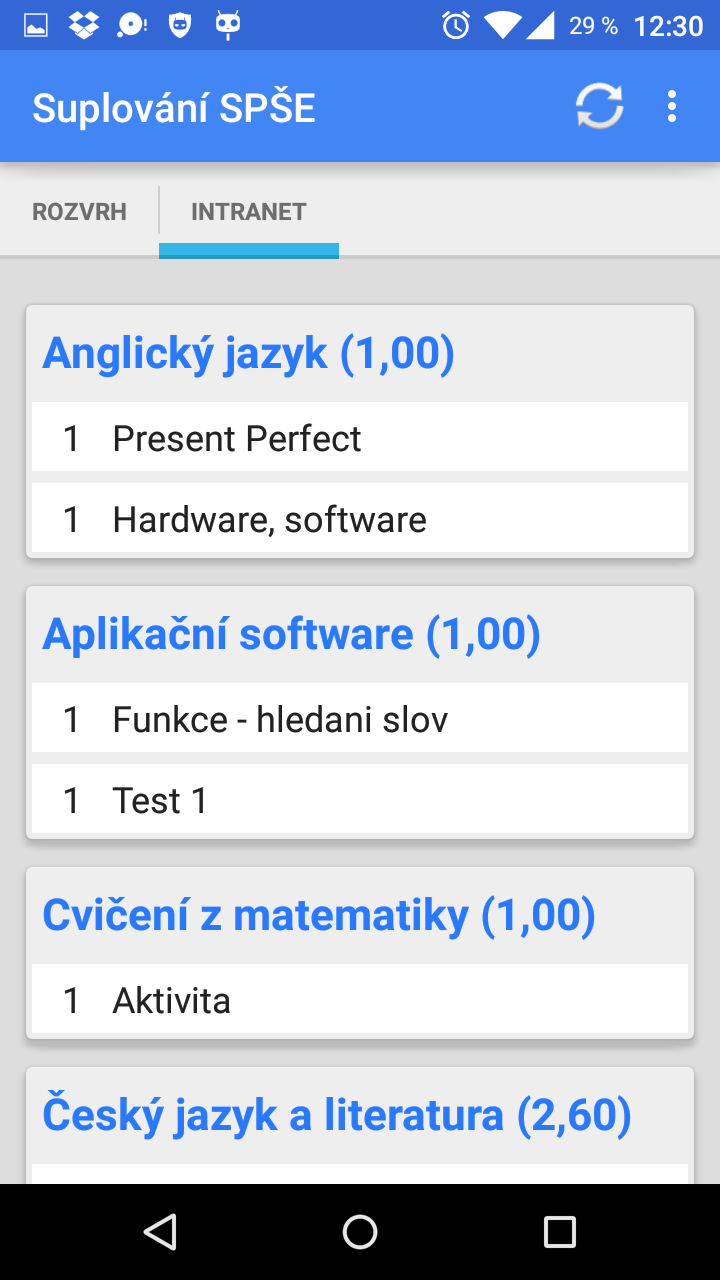 29 % 12:30
Suplování SPŠE
ROZVRH INTRANET
Anglický jazyk (1,00)
1 Present Perfect
1 Hardware, software
Aplikační software (1,00)
1 Funkce - hledani slov
1 Test 1
Cvičení z matematiky (1,00)
1 Aktivita
Český jazyk a literatura (2,60)